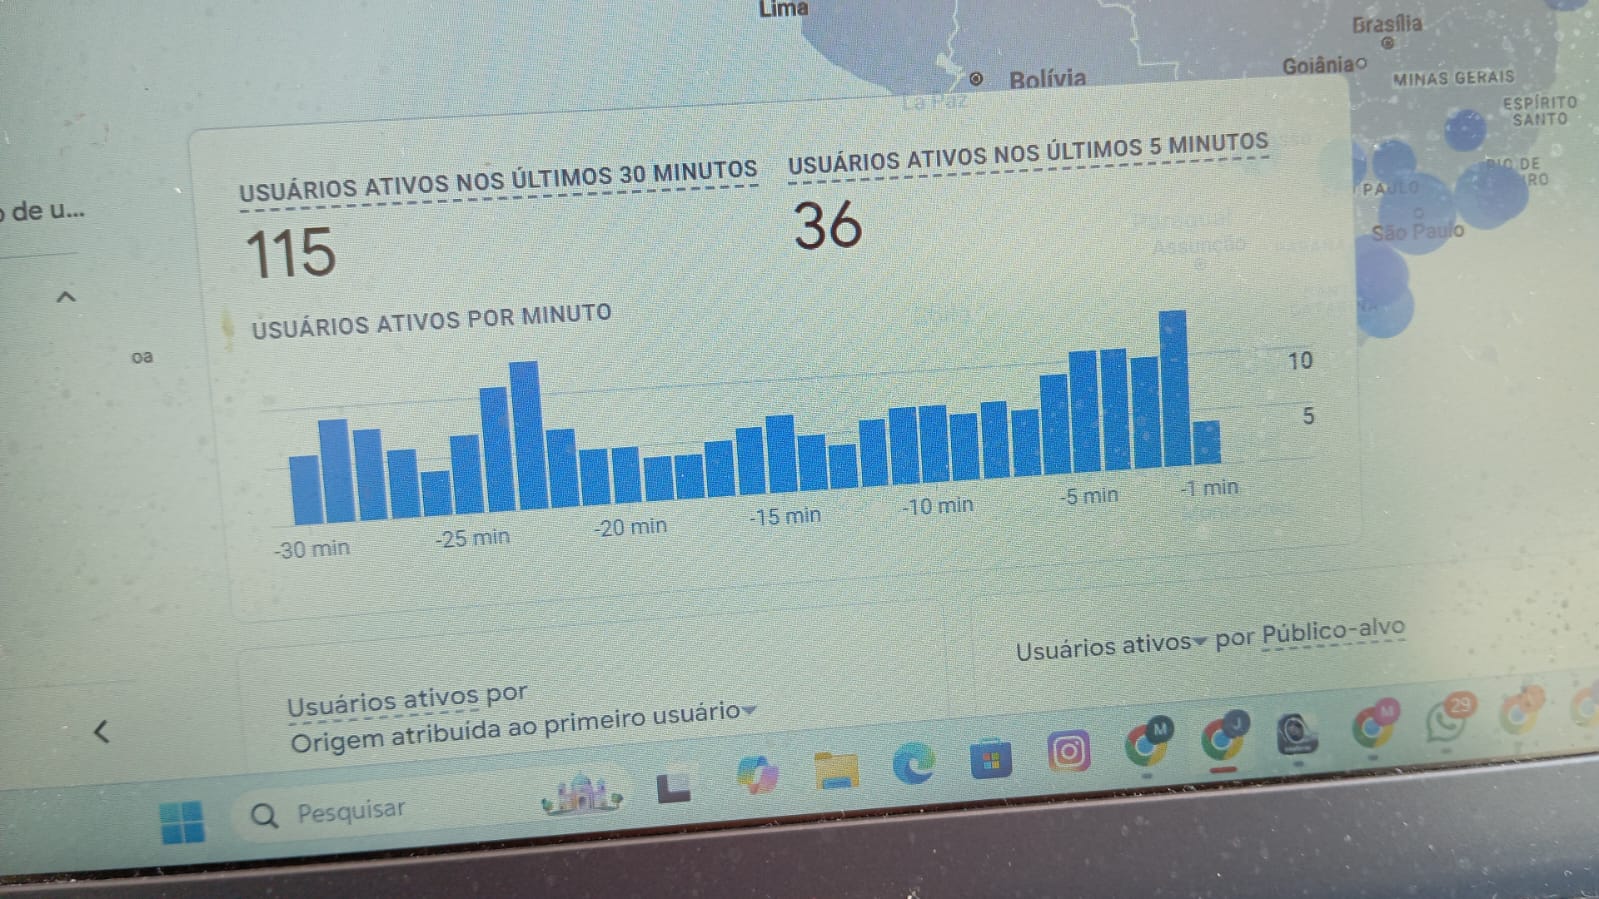 Lima
Brasília
Goiânia
Bolívia
MINAS GERAIS
La Paz
ESPÍRITO
SANTO
USUÁRIOS ATIVOS NOS ÚLTIMOS 30 MINUTOS
115
USUÁRIOS ATIVOS NOS ÚLTIMOS 5 MINUTOS
36
RIO DE
PAULO
São Paulo
Assunção
o de u...
oa
USUÁRIOS ATIVOS POR MINUTO
10
5
-30 min
-25 min
-20 min
-15 min
-10 min
-5 min
-1 min
Usuários ativos por
Origem atribuída ao primeiro usuário
Usuários ativos por Público-alvo
Pesquisar
M
J
M
29